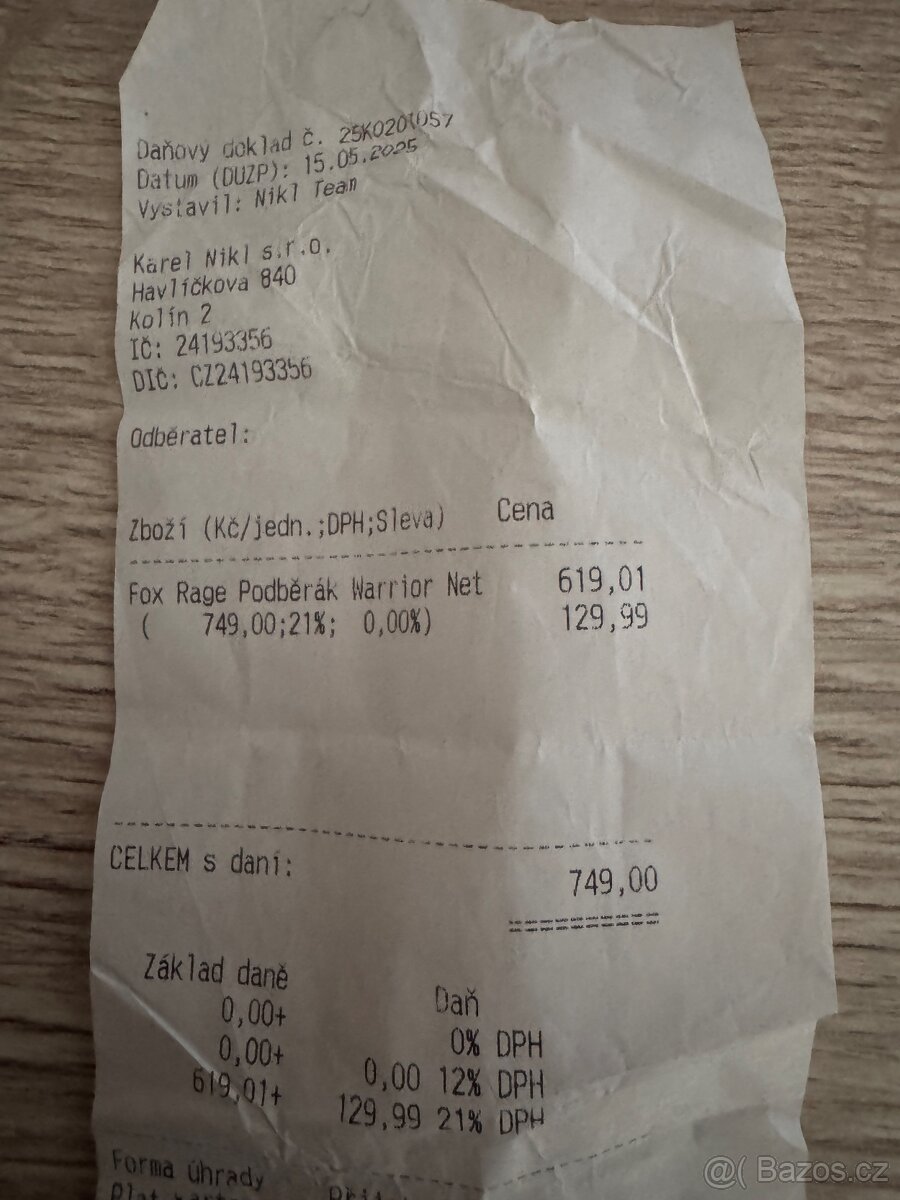 Daňový doklad č. 25K0201057
Datum (DUZP): 15.05.2025
Vystavil: Nikl Team
Karel Nikl s.r.o.
Havlíčkova 840
Kolín 2
IČ: 24193356
DIČ: CZ24193356
Odběratel:
Zboží (Kč/jedn.;DPH;Sleva) Cena
Fox Rage Podběrák Warrior Net 619,01
( 749,00;21%; 0,00%) 129,99
CELKEM s daní: 749,00
Základ daně Daň
0,00+ 0% DPH
0,00+ 0,00 12% DPH
619,01+ 129,99 21% DPH
Forma úhrady
@( Bazos.cz